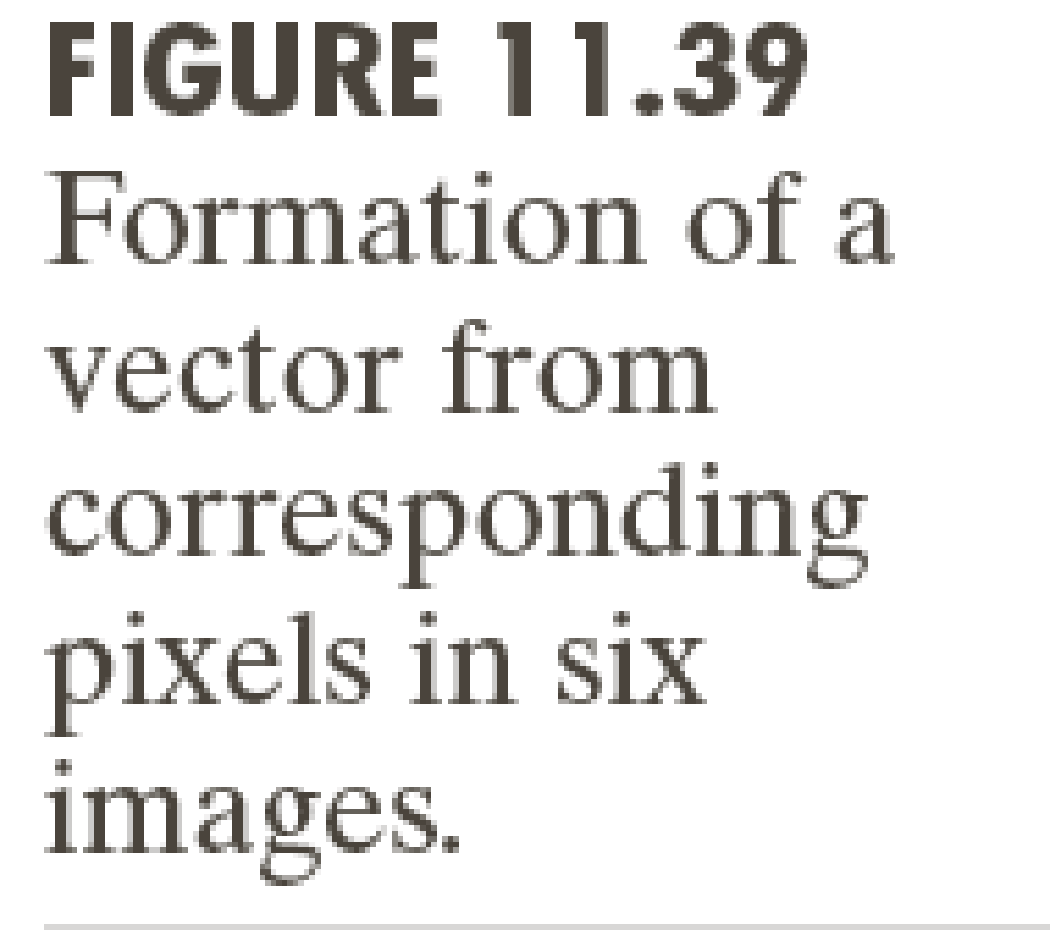 FIGURE 11.39
Formation of a
vector from
corresponding
pixels in six
images.